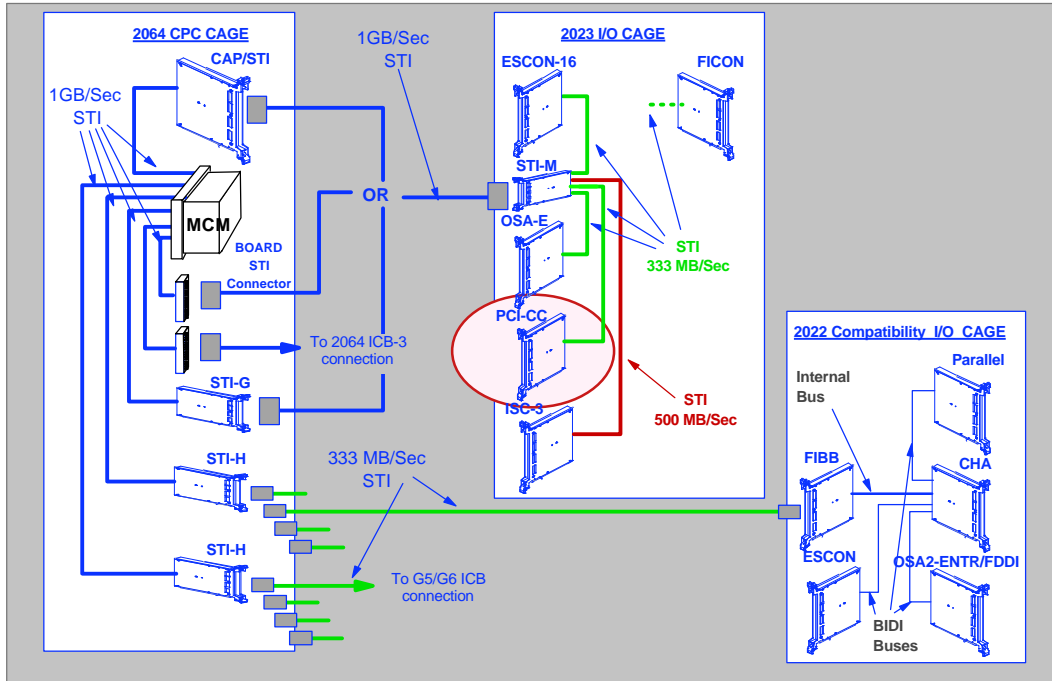 2064 CPC CAGE
CAP/STI
1GB/Sec
STI
MCM
BOARD
STI
Connector
To 2064 ICB-3
connection
STI-G
STI-H
STI-H
1GB/Sec
STI
OR
1GB/Sec
STI
333 MB/Sec
STI
To G5/G6 ICB
connection
2023 I/O CAGE
ESCON-16
FICON
STI-M
OSA-E
STI
333 MB/Sec
PCI-CC
ISC-3
STI
500 MB/Sec
2022 Compatibility I/O CAGE
Parallel
Internal
Bus
FIBB
CHA
ESCON
OSA2-ENTR/FDDI
BIDI
Buses